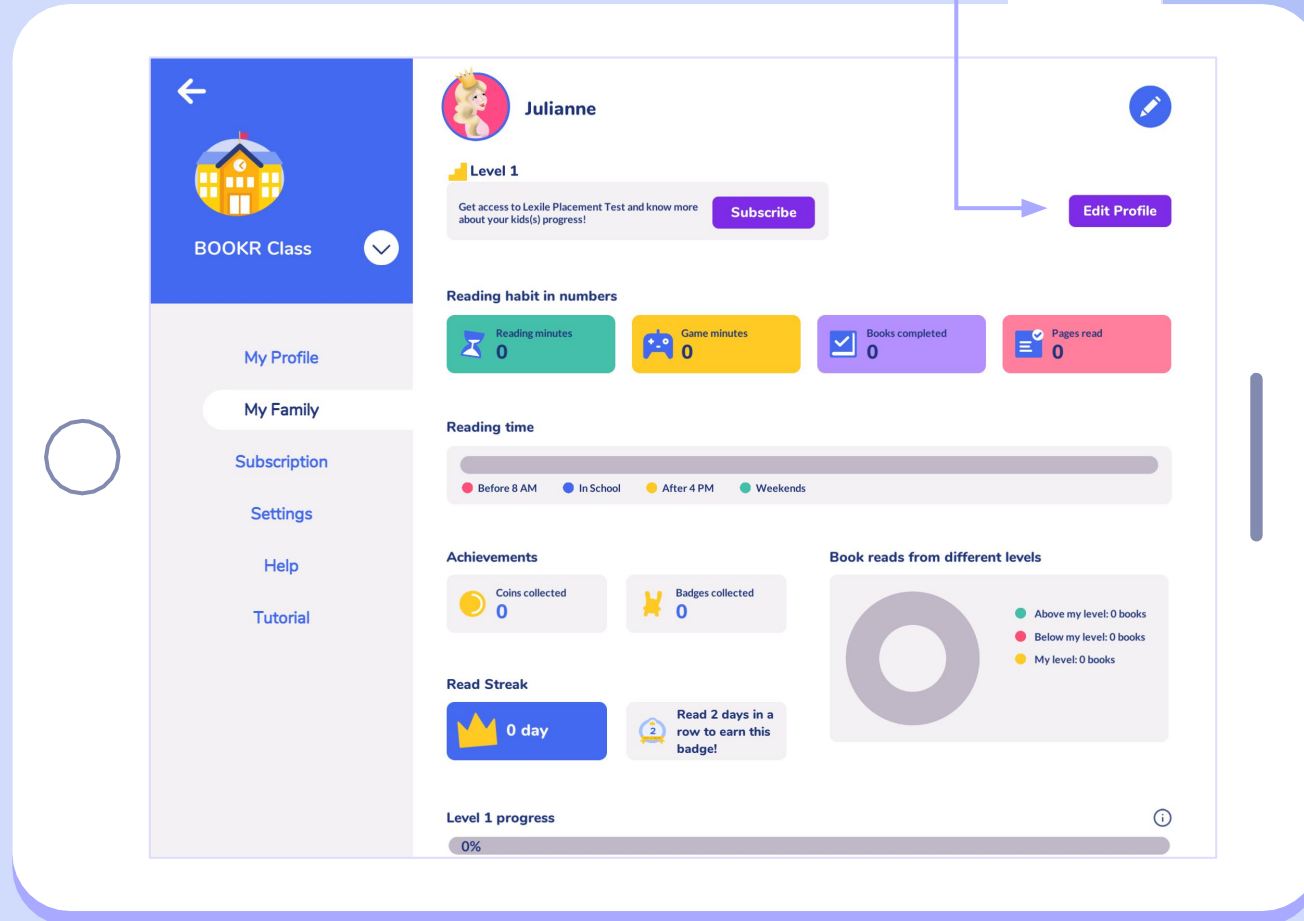 Julianne
BOOKR Class
Level 1
Get access to Lexile Placement Test and know more
about your kids(s) progress!
Subscribe
Edit Profile
My Profile
My Family
Subscription
Settings
Help
Tutorial
Reading habit in numbers
Reading minutes
0
Game minutes
0
Books completed
0
Pages read
0
Reading time
Before 8 AM
In School
After 4 PM
Weekends
Achievements
Coins collected
0
Badges collected
0
Book reads from different levels
Above my level: 0 books
Below my level: 0 books
My level: 0 books
Read Streak
0 day
2
Read 2 days in a
row to earn this
badge!
Level 1 progress
0%